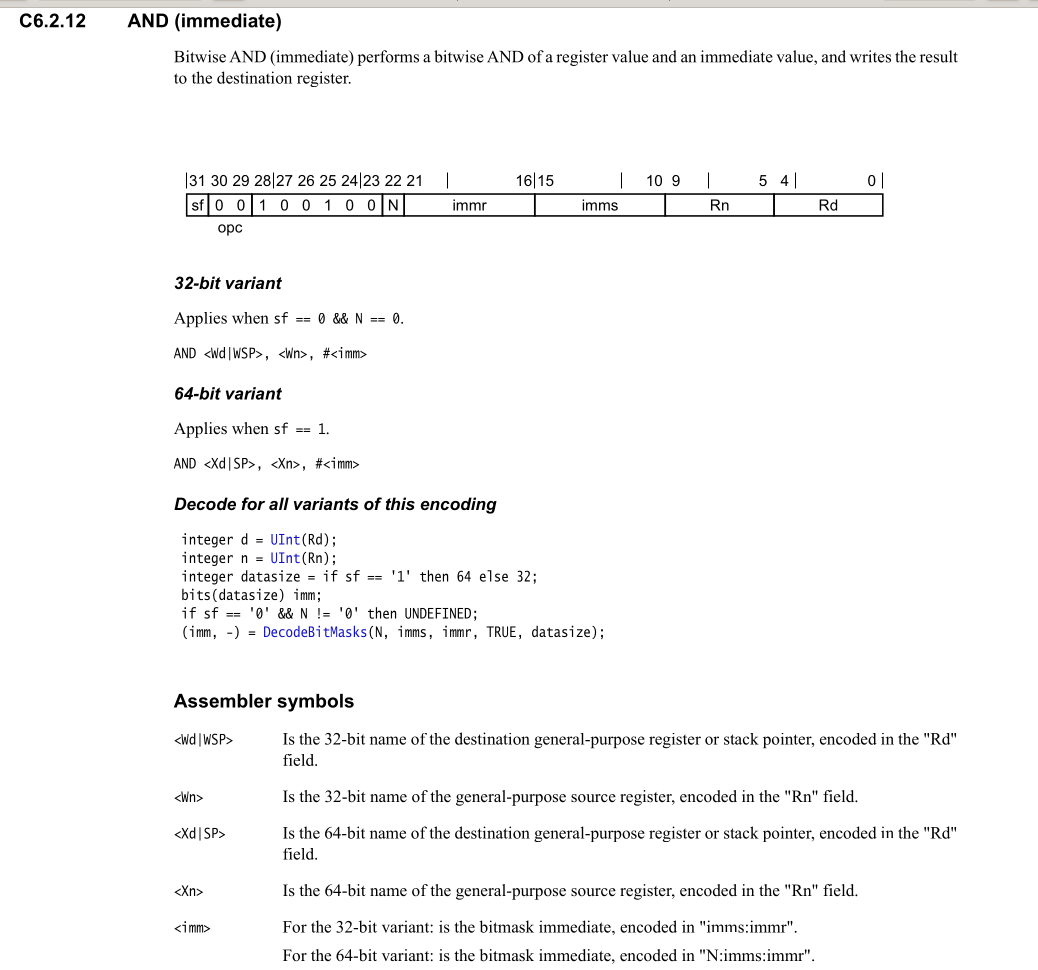 C6.2.12 AND (immediate)
Bitwise AND (immediate) performs a bitwise AND of a register value and an immediate value, and writes the result
to the destination register.
|31 30 29 28|27 26 25 24|23 22 21 | 16|15 | 10 9 | 5 4 | 0|
sf 0 0 1 0 0 1 0 0 N immr imms Rn Rd
opc
32-bit variant
Applies when sf == 0 && N == 0.
AND <Wd|WSP>, <Wn>, #<imm>
64-bit variant
Applies when sf == 1.
AND <Xd|SP>, <Xn>, #<imm>
Decode for all variants of this encoding
integer d = UInt(Rd);
integer n = UInt(Rn);
integer datasize = if sf == '1' then 64 else 32;
bits(datasize) imm;
if sf == '0' && N != '0' then UNDEFINED;
(imm, -) = DecodeBitMasks(N, imms, immr, TRUE, datasize);
Assembler symbols
<Wd|WSP> Is the 32-bit name of the destination general-purpose register or stack pointer, encoded in the "Rd"
field.
<Wn> Is the 32-bit name of the general-purpose source register, encoded in the "Rn" field.
<Xd|SP> Is the 64-bit name of the destination general-purpose register or stack pointer, encoded in the "Rd"
field.
<Xn> Is the 64-bit name of the general-purpose source register, encoded in the "Rn" field.
<imm> For the 32-bit variant: is the bitmask immediate, encoded in "imms:immr".
For the 64-bit variant: is the bitmask immediate, encoded in "N:imms:immr".